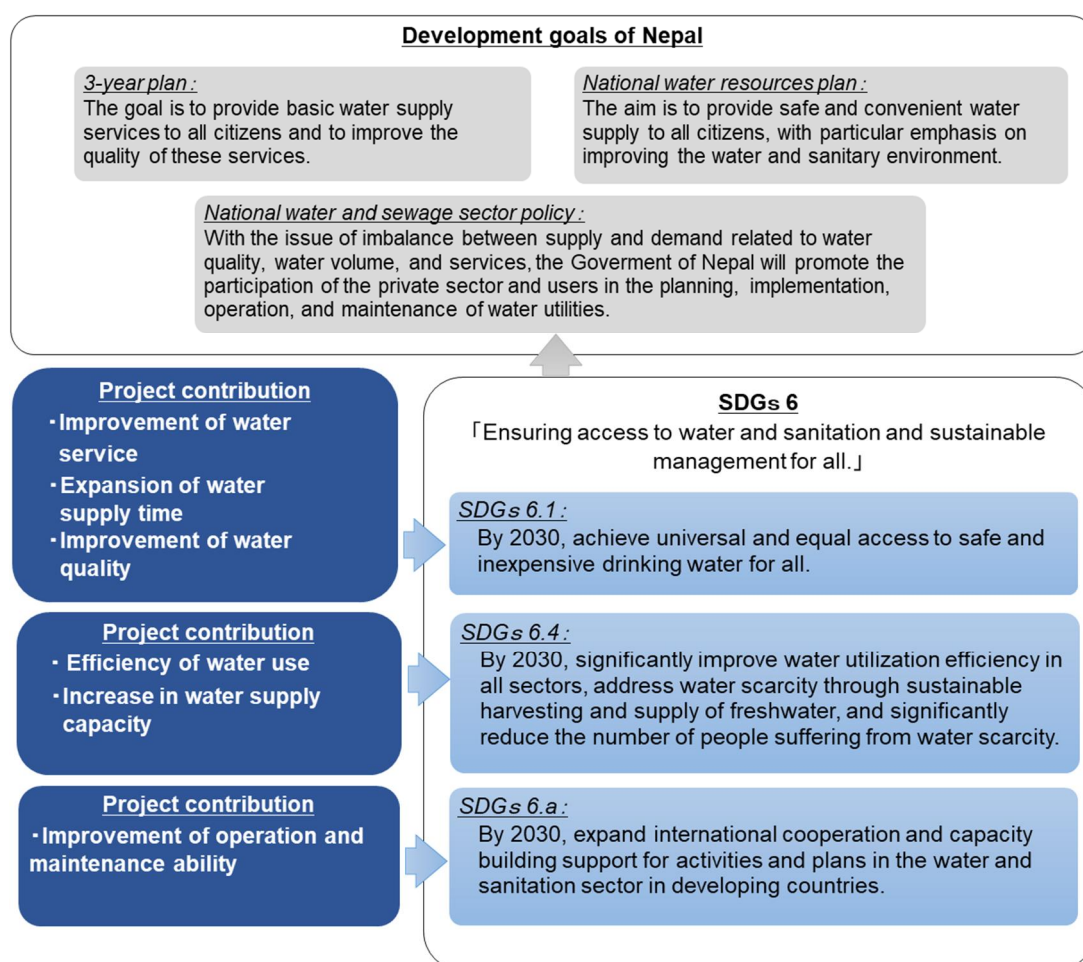 Development goals of Nepal
3-year plan :
The goal is to provide basic water supply
services to all citizens and to improve the
quality of these services.
National water resources plan :
The aim is to provide safe and convenient water
supply to all citizens, with particular emphasis on
improving the water and sanitary environment.
National water and sewage sector policy :
With the issue of imbalance between supply and demand related to water
quality, water volume, and services, the Goverment of Nepal will promote the
participation of the private sector and users in the planning, implementation,
operation, and maintenance of water utilities.
Project contribution
・Improvement of water
service
・Expansion of water
supply time
・Improvement of water
quality
SDGs 6
「Ensuring access to water and sanitation and sustainable
management for all.」
SDGs 6.1 :
By 2030, achieve universal and equal access to safe and
inexpensive drinking water for all.
Project contribution
・Efficiency of water use
・Increase in water supply
capacity
SDGs 6.4 :
By 2030, significantly improve water utilization efficiency in
all sectors, address water scarcity through sustainable
harvesting and supply of freshwater, and significantly
reduce the number of people suffering from water scarcity.
Project contribution
・Improvement of operation and
maintenance ability
SDGs 6.a :
By 2030, expand international cooperation and capacity
building support for activities and plans in the water and
sanitation sector in developing countries.